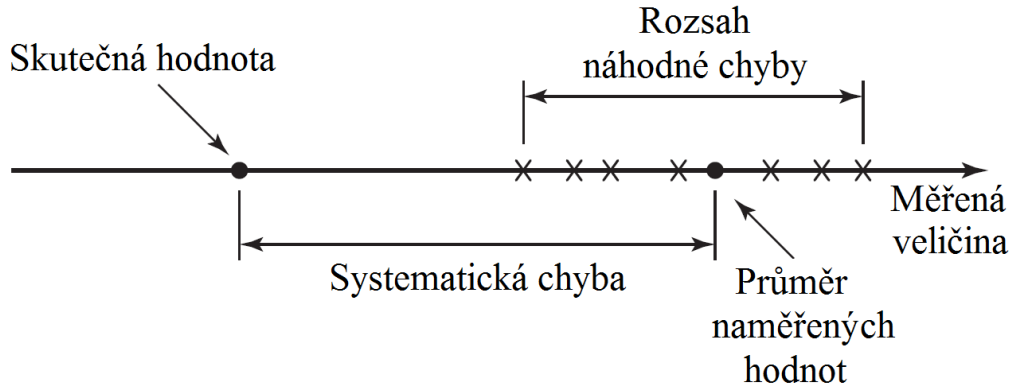 Rozsah
náhodné chyby
Skutečná hodnota
Měřená
veličina
Systematická chyba
Průměr
naměřených
hodnot